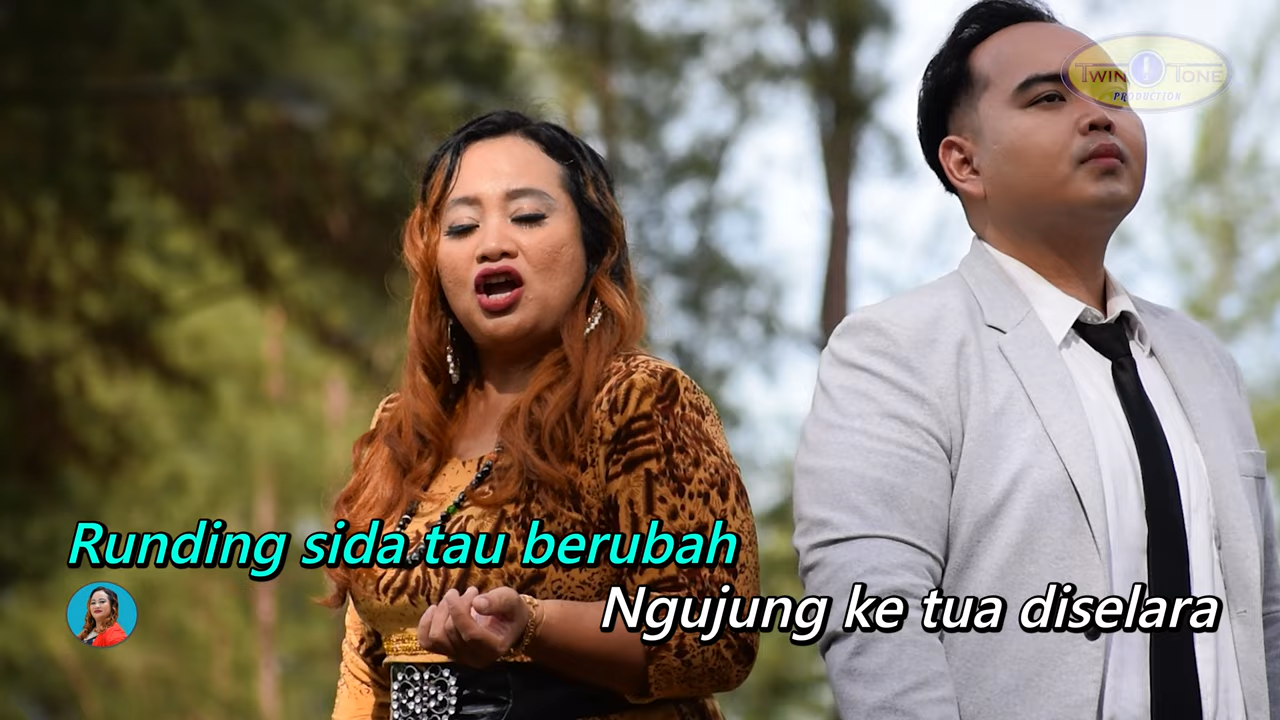 TWIN TONE
PRODUCTION
Runding sida tau berubah
Ngujung ke tua diselara